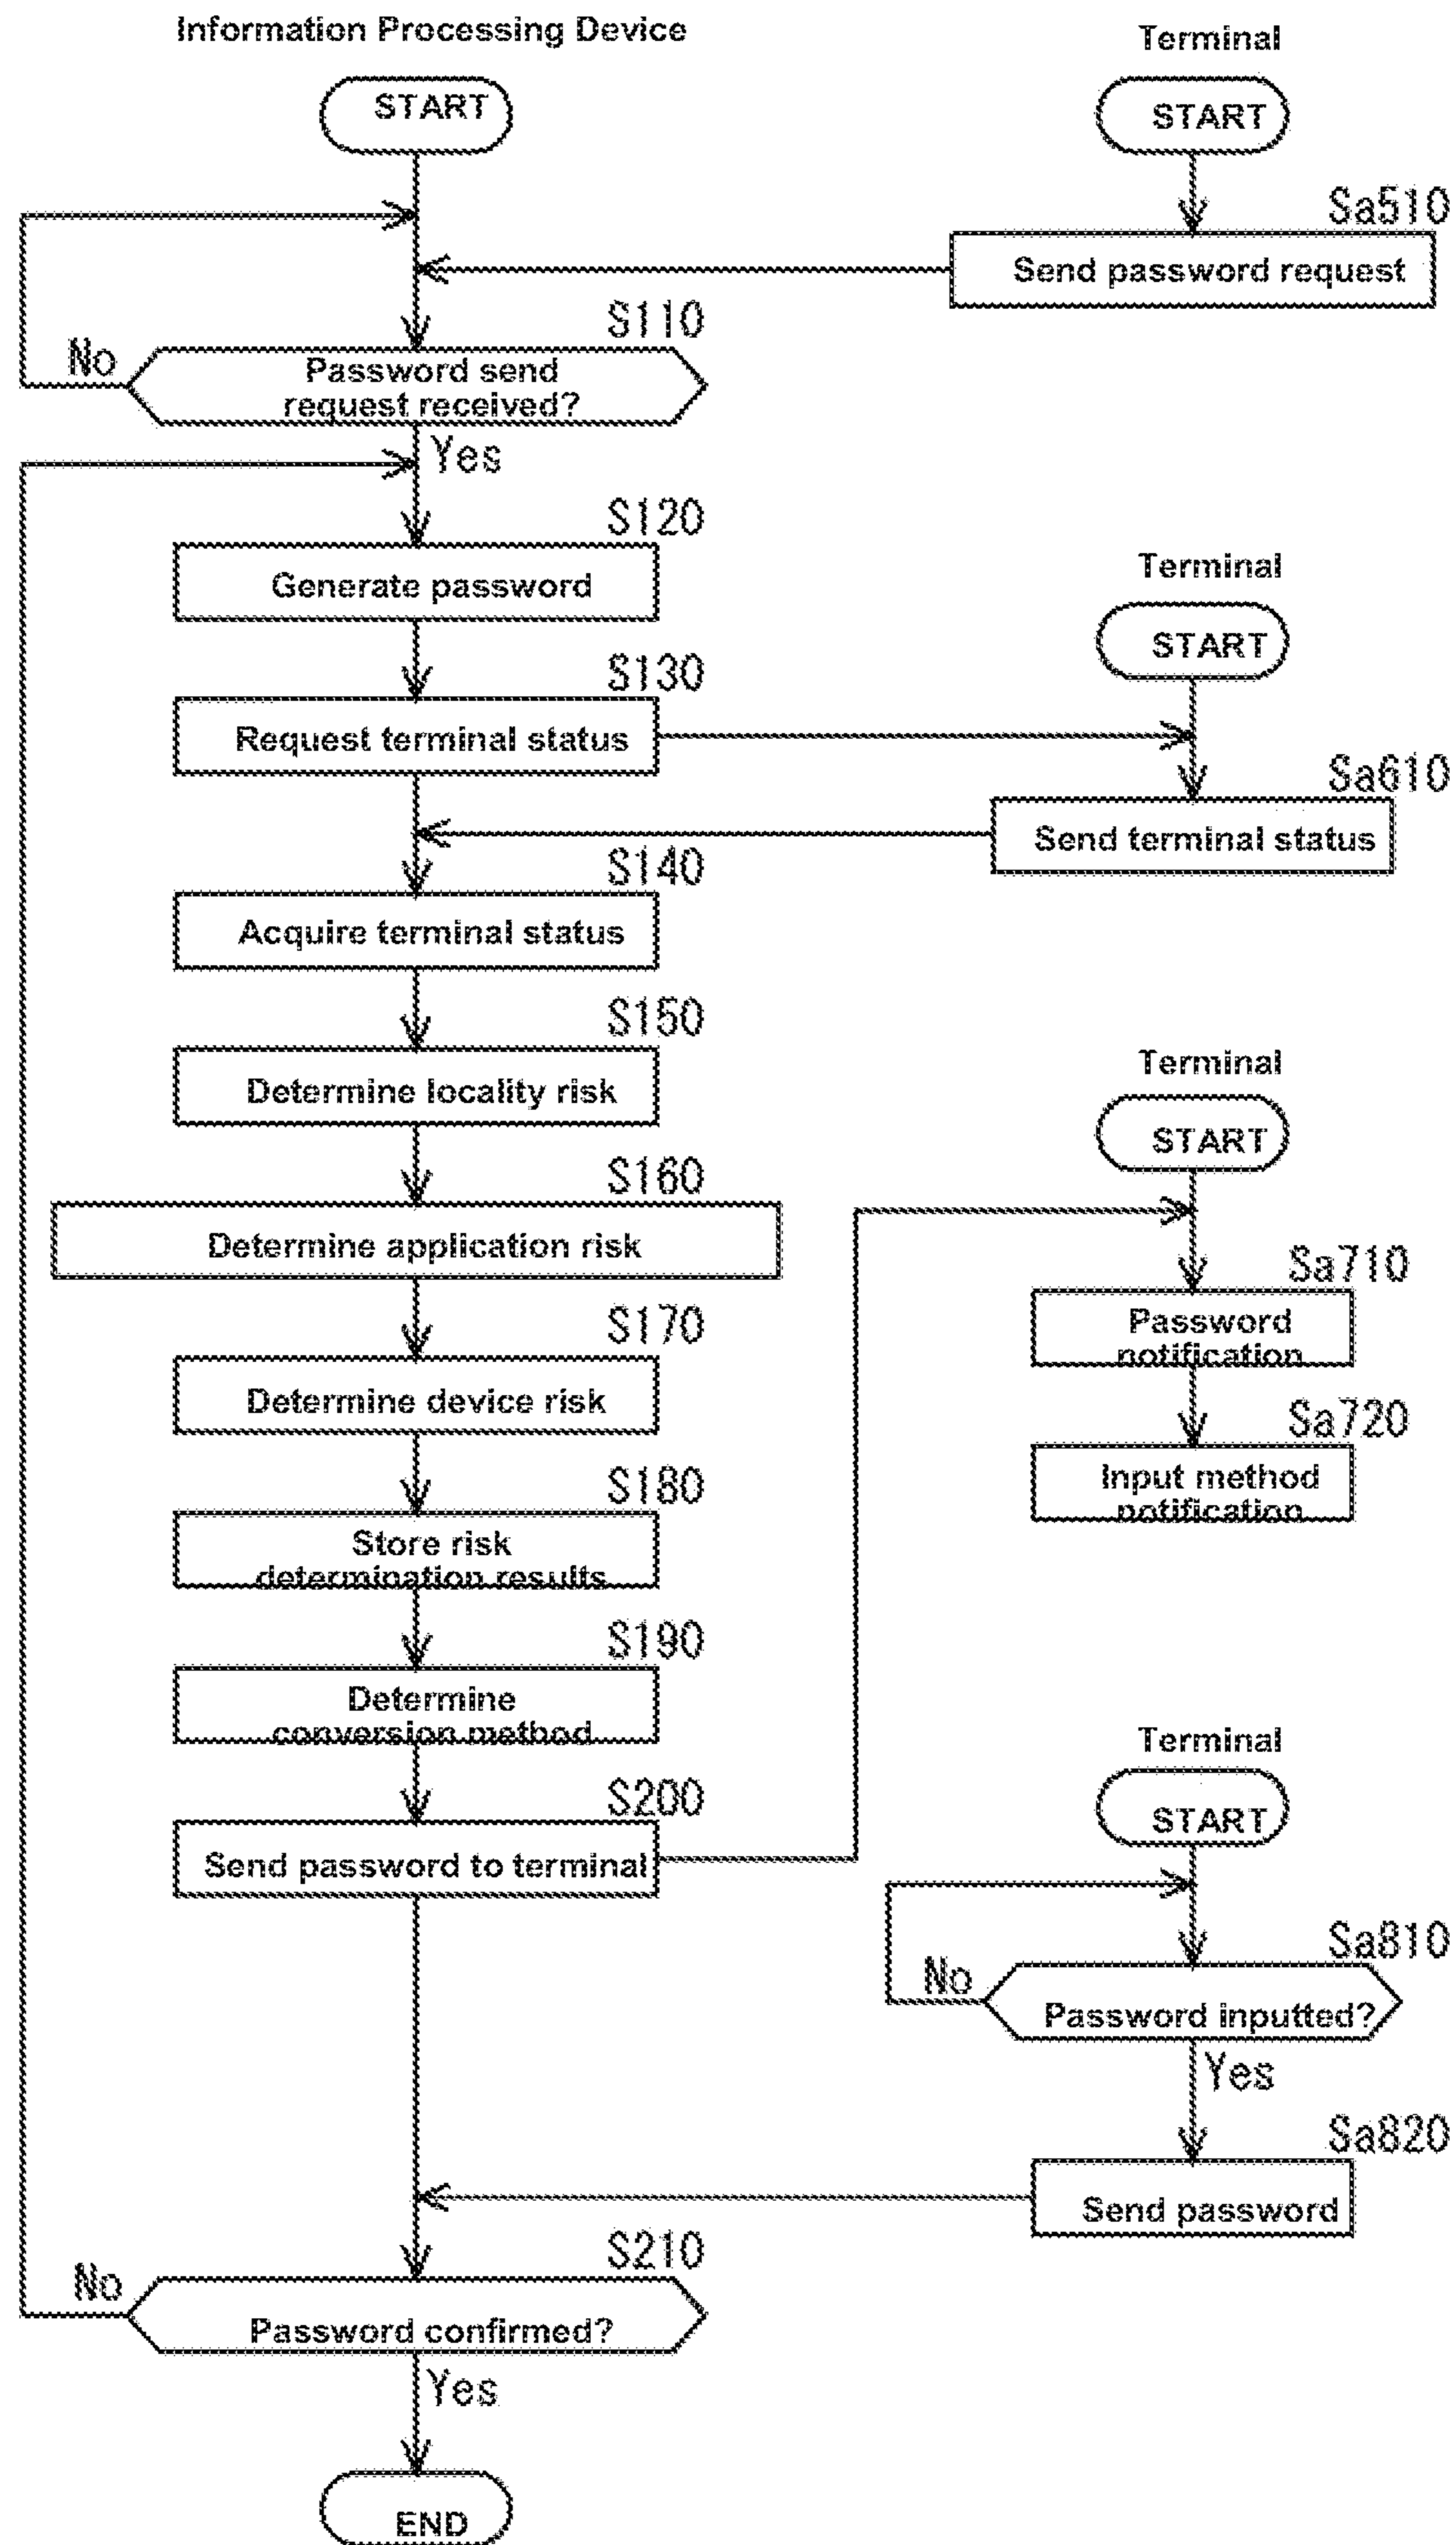 Information Processing Device
Terminal
START
START
Sa510
Send password request
S110
No
Password send
request received?
Yes
S120
Generate password
Terminal
START
S130
Request terminal status
Sa610
Send terminal status
S140
Acquire terminal status
S150
Determine locality risk
Terminal
START
S160
Determine application risk
Sa710
Password
notification
S170
Determine device risk
Sa720
Input method
notification
S180
Store risk
determination results
S190
Determine
conversion method
Terminal
START
S200
Send password to terminal
Sa810
No
Password inputted?
Yes
Sa820
Send password
S210
No
Password confirmed?
Yes
END